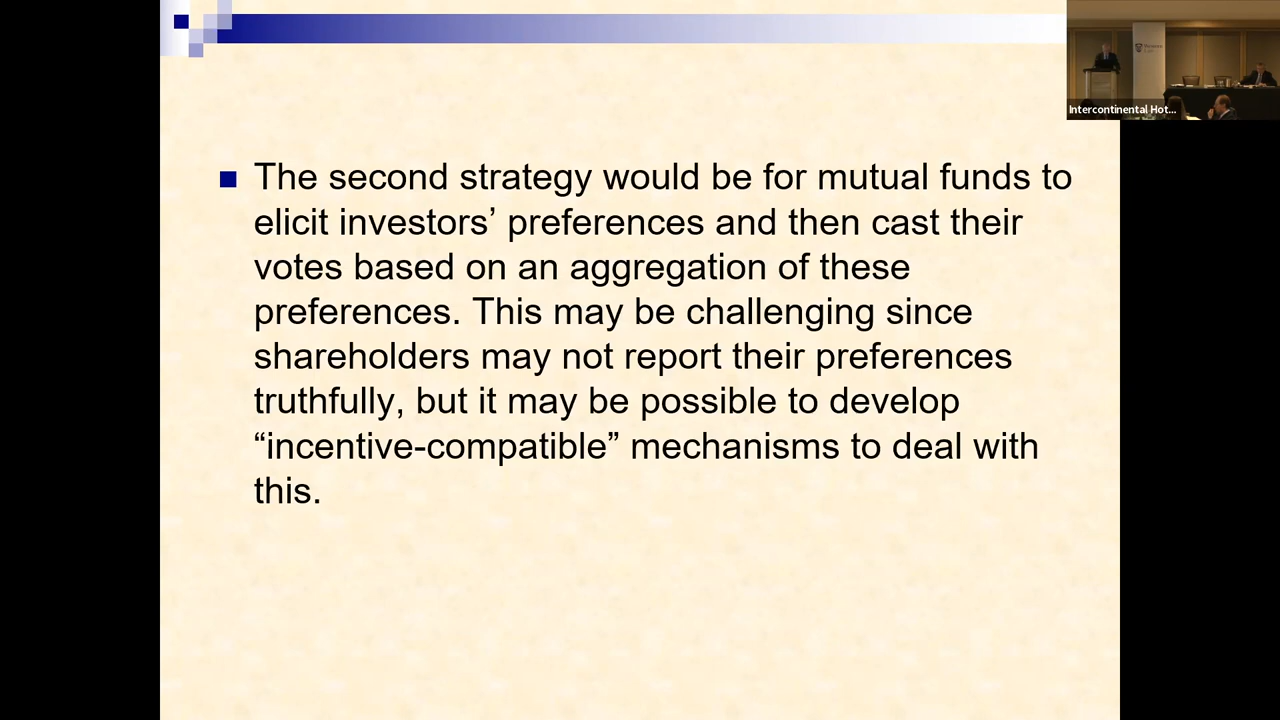 Intercontinental Hot...
The second strategy would be for mutual funds to
elicit investors’ preferences and then cast their
votes based on an aggregation of these
preferences. This may be challenging since
shareholders may not report their preferences
truthfully, but it may be possible to develop
“incentive-compatible” mechanisms to deal with
this.